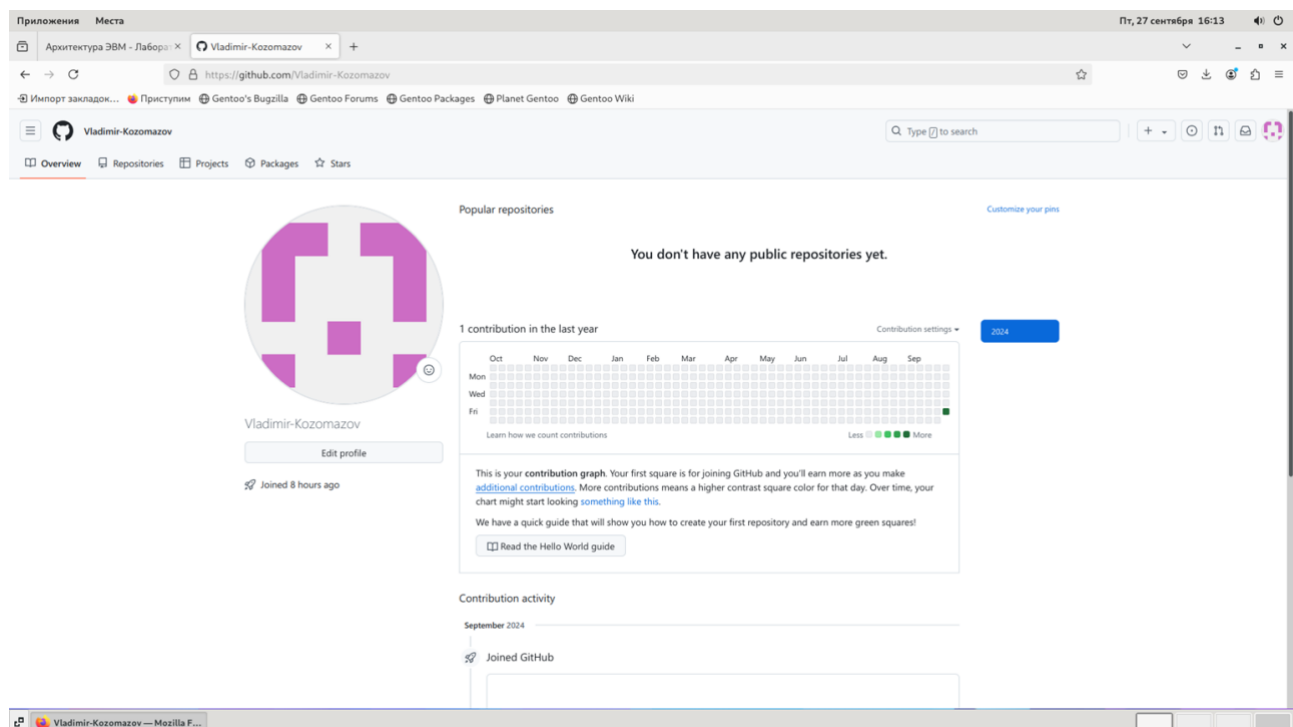 Приложения Места Пт, 27 сентября 16:13
Архитектура ЭВМ - Лабора Vladimir-Kozomazov
https://github.com/Vladimir-Kozomazov
Импорт закладок... Приступим Gentoo's Bugzilla Gentoo Forums Gentoo Packages Planet Gentoo Gentoo Wiki
Vladimir-Kozomazov Type / to search
Overview Repositories Projects Packages Stars
Popular repositories Customize your pins
You don't have any public repositories yet.
1 contribution in the last year Contribution settings 2024
Oct Nov Dec Jan Feb Mar Apr May Jun Jul Aug Sep
Mon
Wed
Fri
Learn how we count contributions Less More
Vladimir-Kozomazov
Edit profile
Joined 8 hours ago
This is your contribution graph. Your first square is for joining GitHub and you'll earn more as you make
additional contributions. More contributions means a higher contrast square color for that day. Over time, your
chart might start looking something like this.
We have a quick guide that will show you how to create your first repository and earn more green squares!
Read the Hello World guide
Contribution activity
September 2024
Joined GitHub
Vladimir-Kozomazov — Mozilla F...